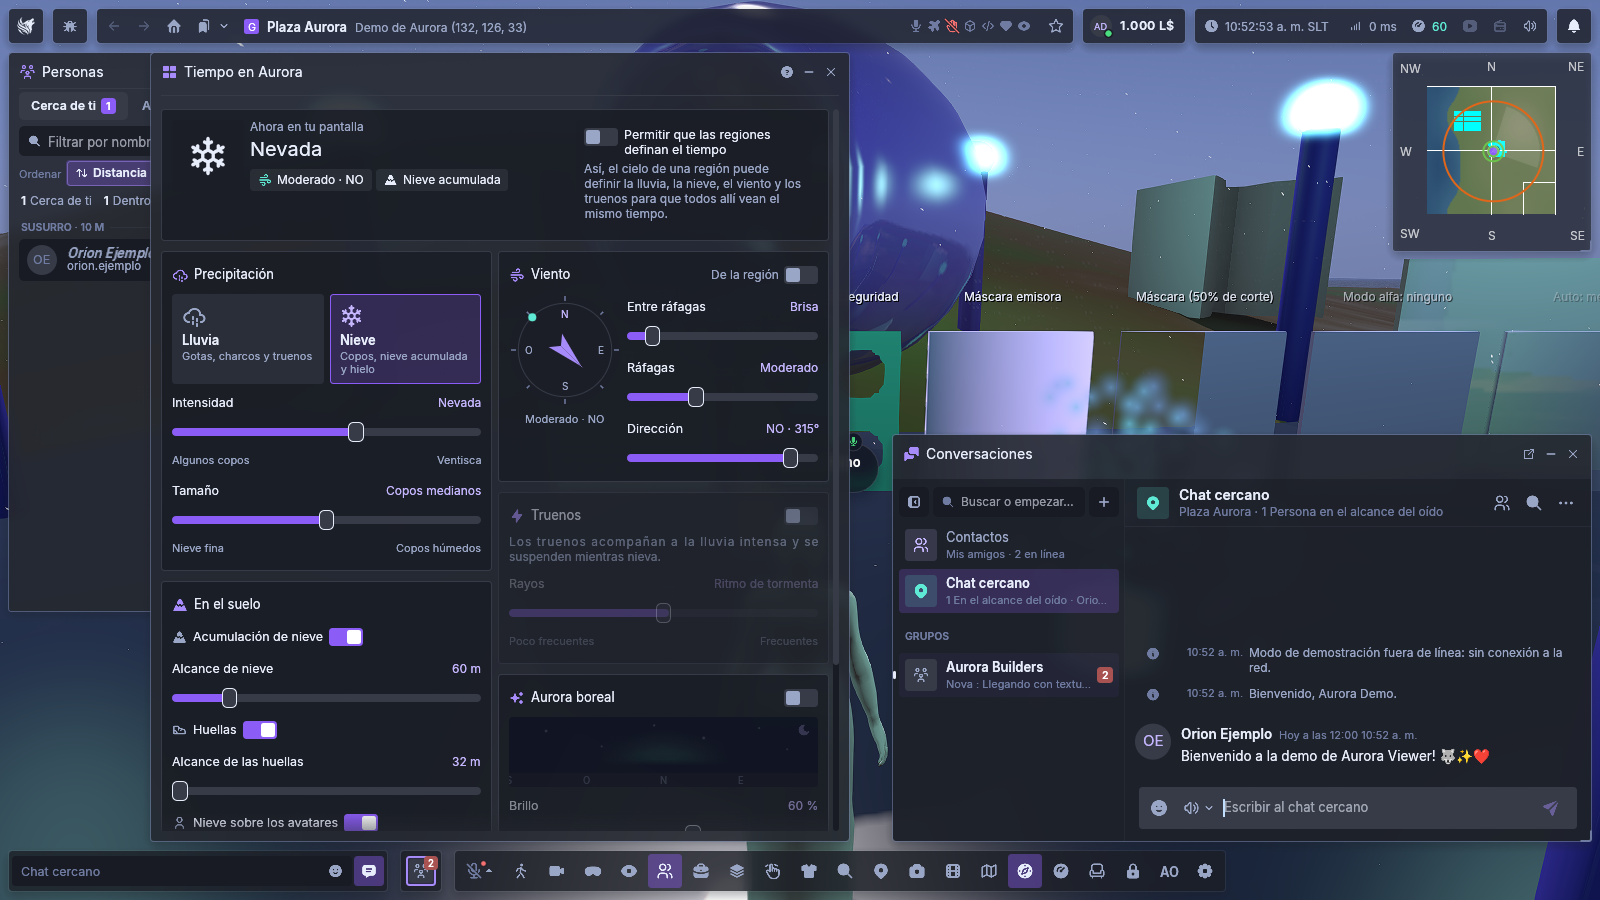 Plaza Aurora Demo de Aurora (132, 126, 33)
AD 1.000 L$
10:52:53 a. m. SLT 0 ms 60
Personas
Cerca de ti 1 A
Filtrar por nombr
Ordenar Distancia
1 Cerca de ti 1 Dentro
SUSURRO · 10 M
OE Orion Ejemplo
orion.ejemplo
Tiempo en Aurora
Ahora en tu pantalla
Nevada
Moderado · NO Nieve acumulada
Permitir que las regiones
definan el tiempo
Así, el cielo de una región puede
definir la lluvia, la nieve, el viento y los
truenos para que todos allí vean el
mismo tiempo.
Precipitación
Lluvia
Gotas, charcos y truenos
Nieve
Copos, nieve acumulada
y hielo
Intensidad Nevada
Algunos copos Ventisca
Tamaño Copos medianos
Nieve fina Copos húmedos
En el suelo
Acumulación de nieve
Alcance de nieve 60 m
Huellas
Alcance de las huellas 32 m
Nieve sobre los avatares
Viento De la región
N
O E
S
Moderado · NO
Entre ráfagas Brisa
Ráfagas Moderado
Dirección NO · 315°
Truenos
Los truenos acompañan a la lluvia intensa y se
suspenden mientras nieva.
Rayos Ritmo de tormenta
Poco frecuentes Frecuentes
Aurora boreal
S O N E
Brillo 60 %
NW N NE
W E
SW S SE
eguridad Máscara emisora Máscara (50% de corte) Modo alfa: ninguno Auto: m
no
Conversaciones
Buscar o empezar...
Contactos
Mis amigos · 2 en línea
Chat cercano
1 En el alcance del oído · Orio...
GRUPOS
Aurora Builders
Nova : Llegando con textu... 2
Chat cercano
Plaza Aurora · 1 Persona en el alcance del oído
10:52 a. m. Modo de demostración fuera de línea: sin conexión a la
red.
10:52 a. m. Bienvenido, Aurora Demo.
OE Orion Ejemplo Hoy a las 12:00 10:52 a. m.
Bienvenido a la demo de Aurora Viewer! 🐺✨❤️
Escribir al chat cercano
Chat cercano
2
AO